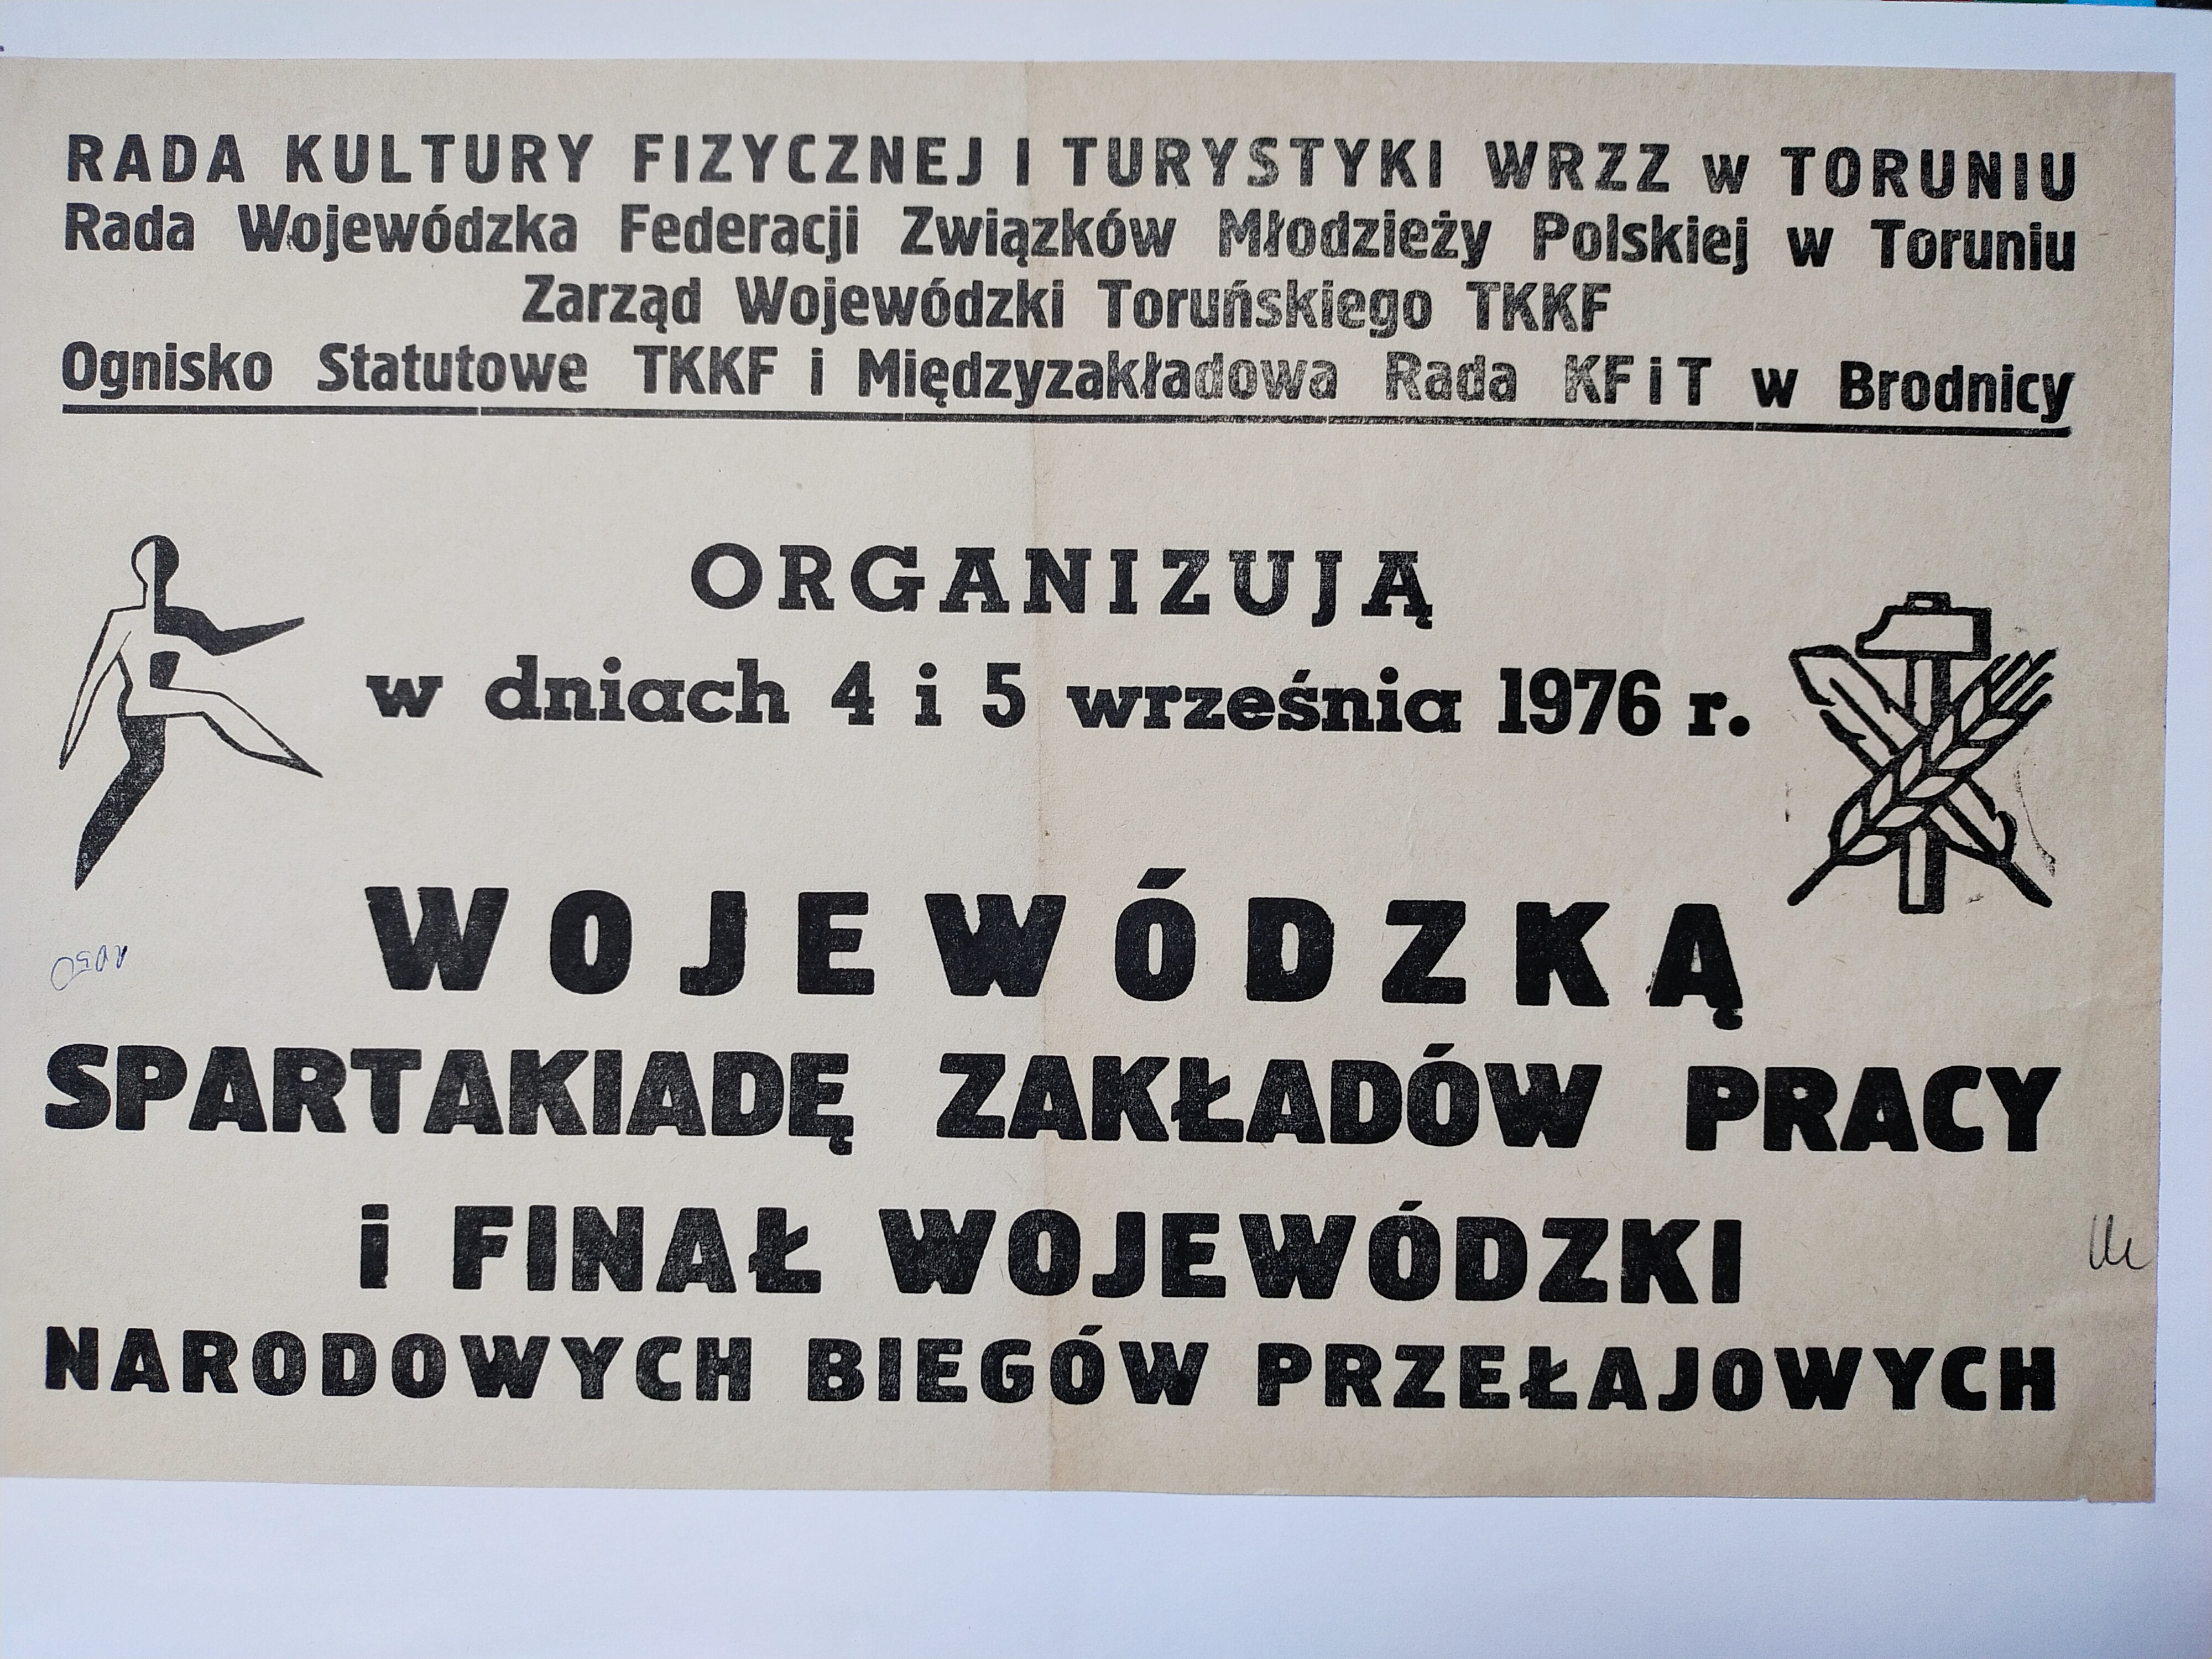 RADA KULTURY FIZYCZNEJ I TURYSTYKI WRZZ w TORUNIU
Rada Wojewódzka Federacji Związków Młodzieży Polskiej w Toruniu
Zarząd Wojewódzki Toruńskiego TKKF
Ognisko Statutowe TKKF i Międzyzakładowa Rada KFiT w Brodnicy
ORGANIZUJĄ
w dniach 4 i 5 września 1976 r.
WOJEWÓDZKĄ
SPARTAKIADĘ ZAKŁADÓW PRACY
i FINAŁ WOJEWÓDZKI
NARODOWYCH BIEGÓW PRZEŁAJOWYCH